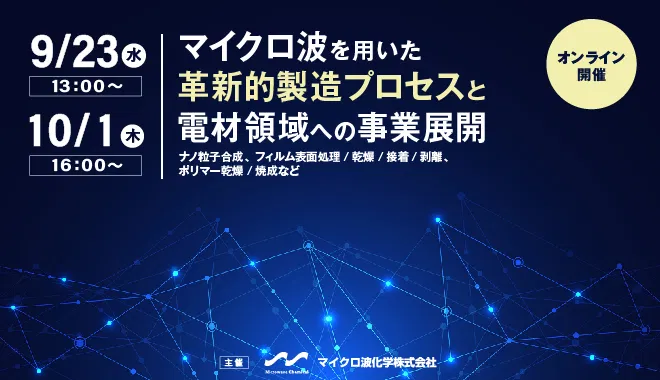 9/23 水
13:00〜
10/1 木
16:00〜
マイクロ波を用いた
革新的製造プロセスと
電材領域への事業展開
ナノ粒子合成、フィルム表面処理 / 乾燥 / 接着 / 剥離、
ポリマー乾燥 / 焼成など
オンライン
開催
主催
Microwave Chemical
マイクロ波化学株式会社